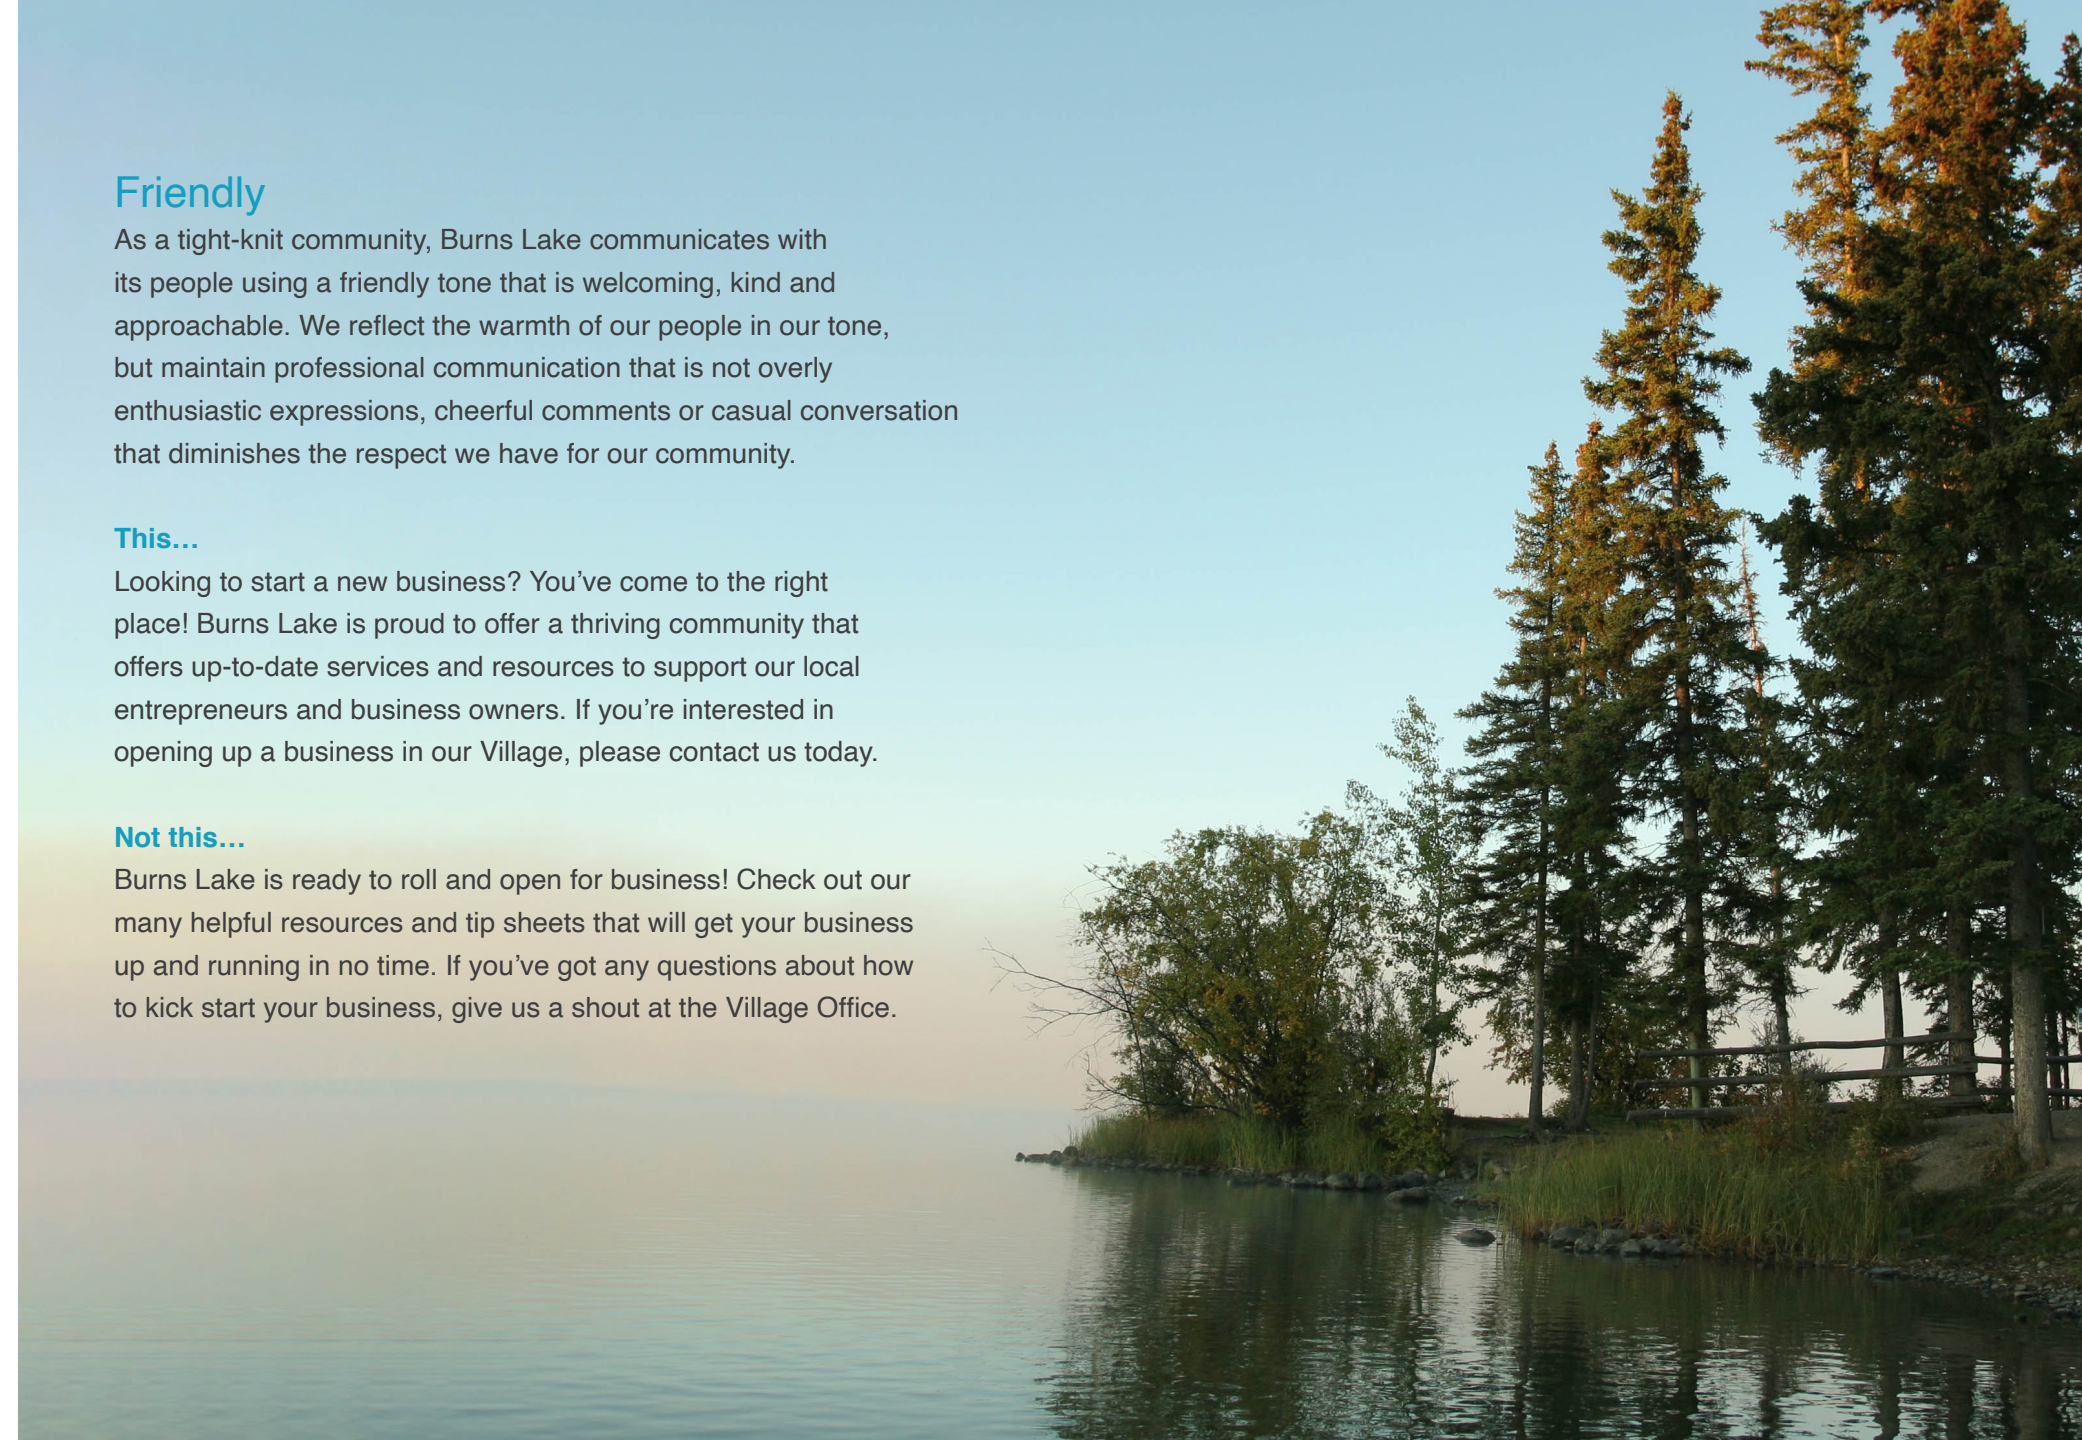 Friendly
As a tight-knit community, Burns Lake communicates with
its people using a friendly tone that is welcoming, kind and
approachable. We reflect the warmth of our people in our tone,
but maintain professional communication that is not overly
enthusiastic expressions, cheerful comments or casual conversation
that diminishes the respect we have for our community.
This…
Looking to start a new business? You’ve come to the right
place! Burns Lake is proud to offer a thriving community that
offers up-to-date services and resources to support our local
entrepreneurs and business owners. If you’re interested in
opening up a business in our Village, please contact us today.
Not this…
Burns Lake is ready to roll and open for business! Check out our
many helpful resources and tip sheets that will get your business
up and running in no time. If you’ve got any questions about how
to kick start your business, give us a shout at the Village Office.